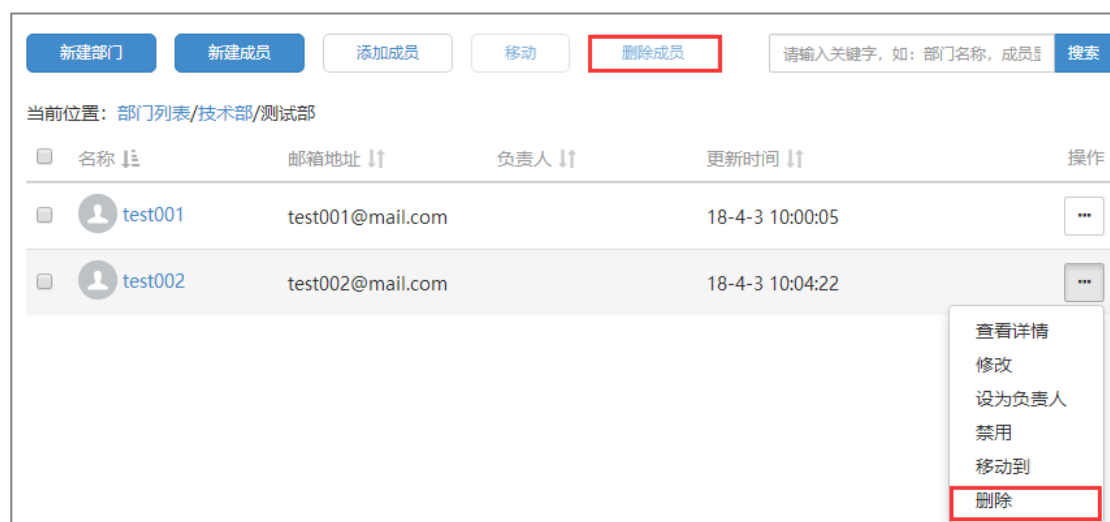 新建部门 新建成员 添加成员 移动 删除成员 请输入关键字，如：部门名称，成员 搜索
当前位置：部门列表/技术部/测试部
名称 邮箱地址 负责人 更新时间 操作
test001 test001@mail.com 18-4-3 10:00:05 ...
test002 test002@mail.com 18-4-3 10:04:22 ...
查看详情
修改
设为负责人
禁用
移动到
删除